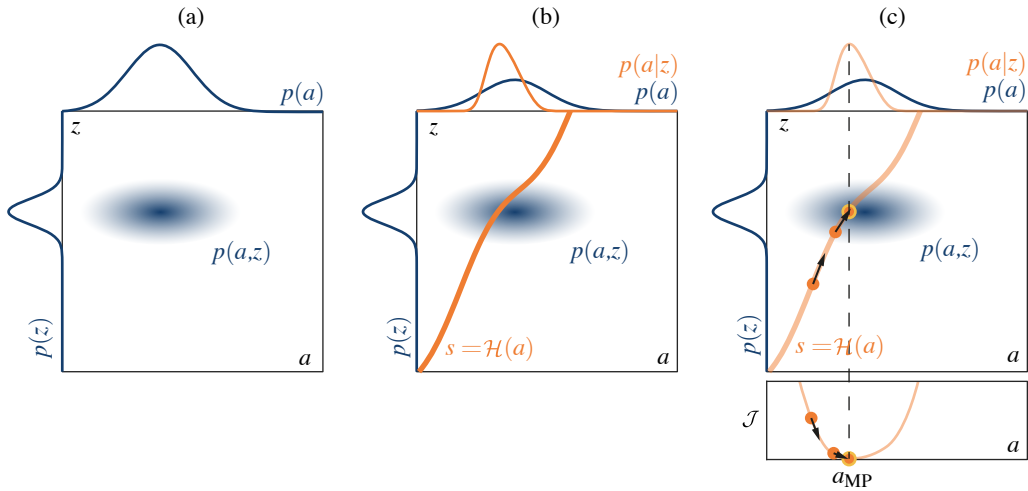 (a)
p(a)
z
p(a,z)
p(z)
a
(b)
p(a|z)
p(a)
z
p(a,z)
p(z)
s = ℋ(a)
a
(c)
p(a|z)
p(a)
z
p(a,z)
p(z)
s = ℋ(a)
a
𝒥
a
a_MP